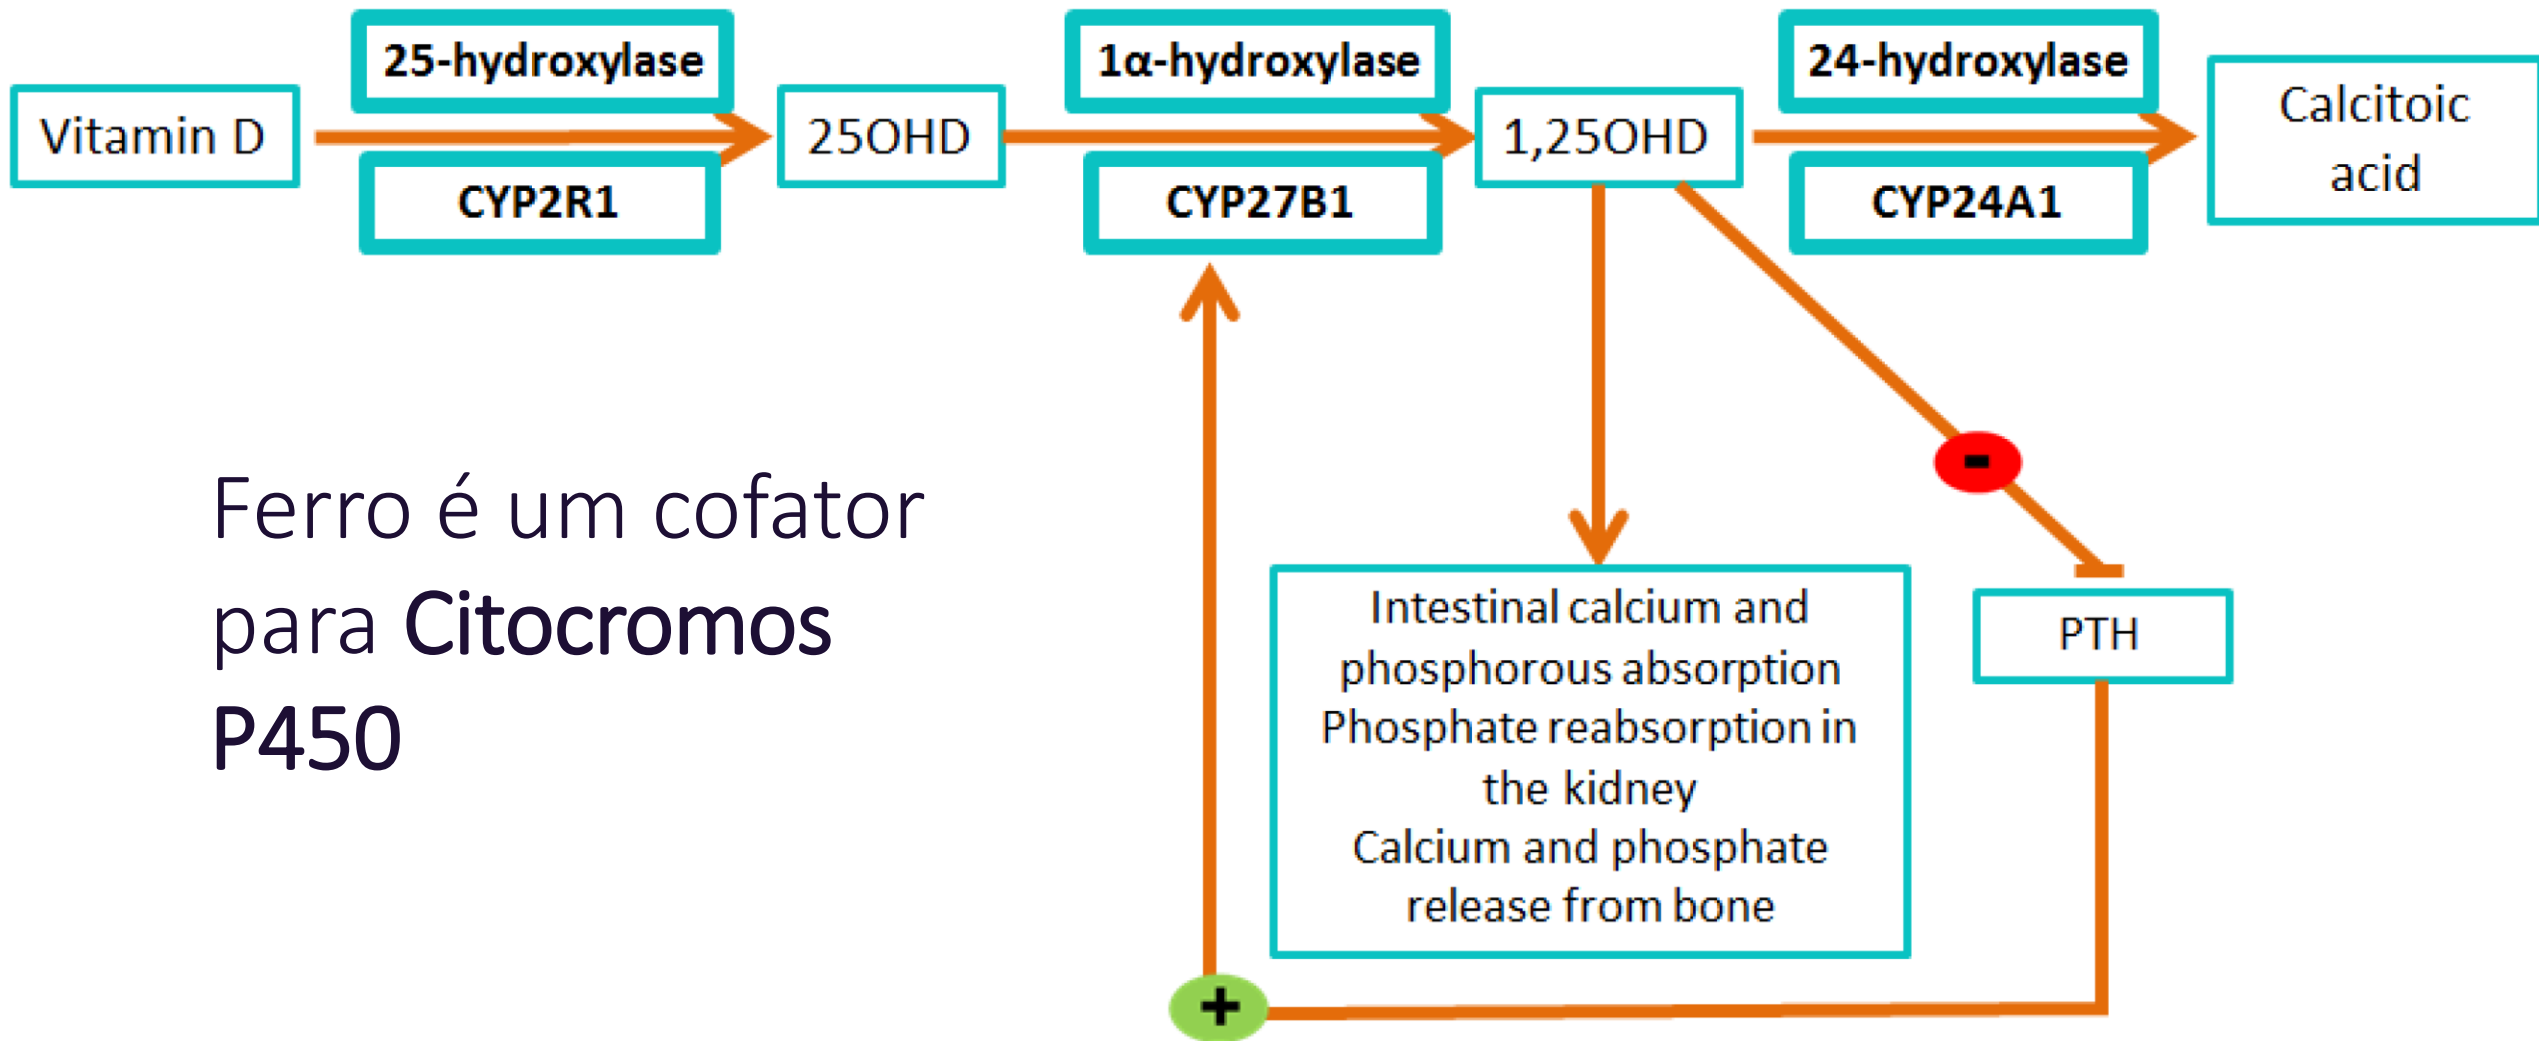 25-hydroxylase
1α-hydroxylase
24-hydroxylase
Vitamin D
25OHD
1,25OHD
Calcitoic
acid
CYP2R1
CYP27B1
CYP24A1
-
Ferro é um cofator
para Citocromos
P450
Intestinal calcium and
phosphorous absorption
Phosphate reabsorption in
the kidney
Calcium and phosphate
release from bone
PTH
+